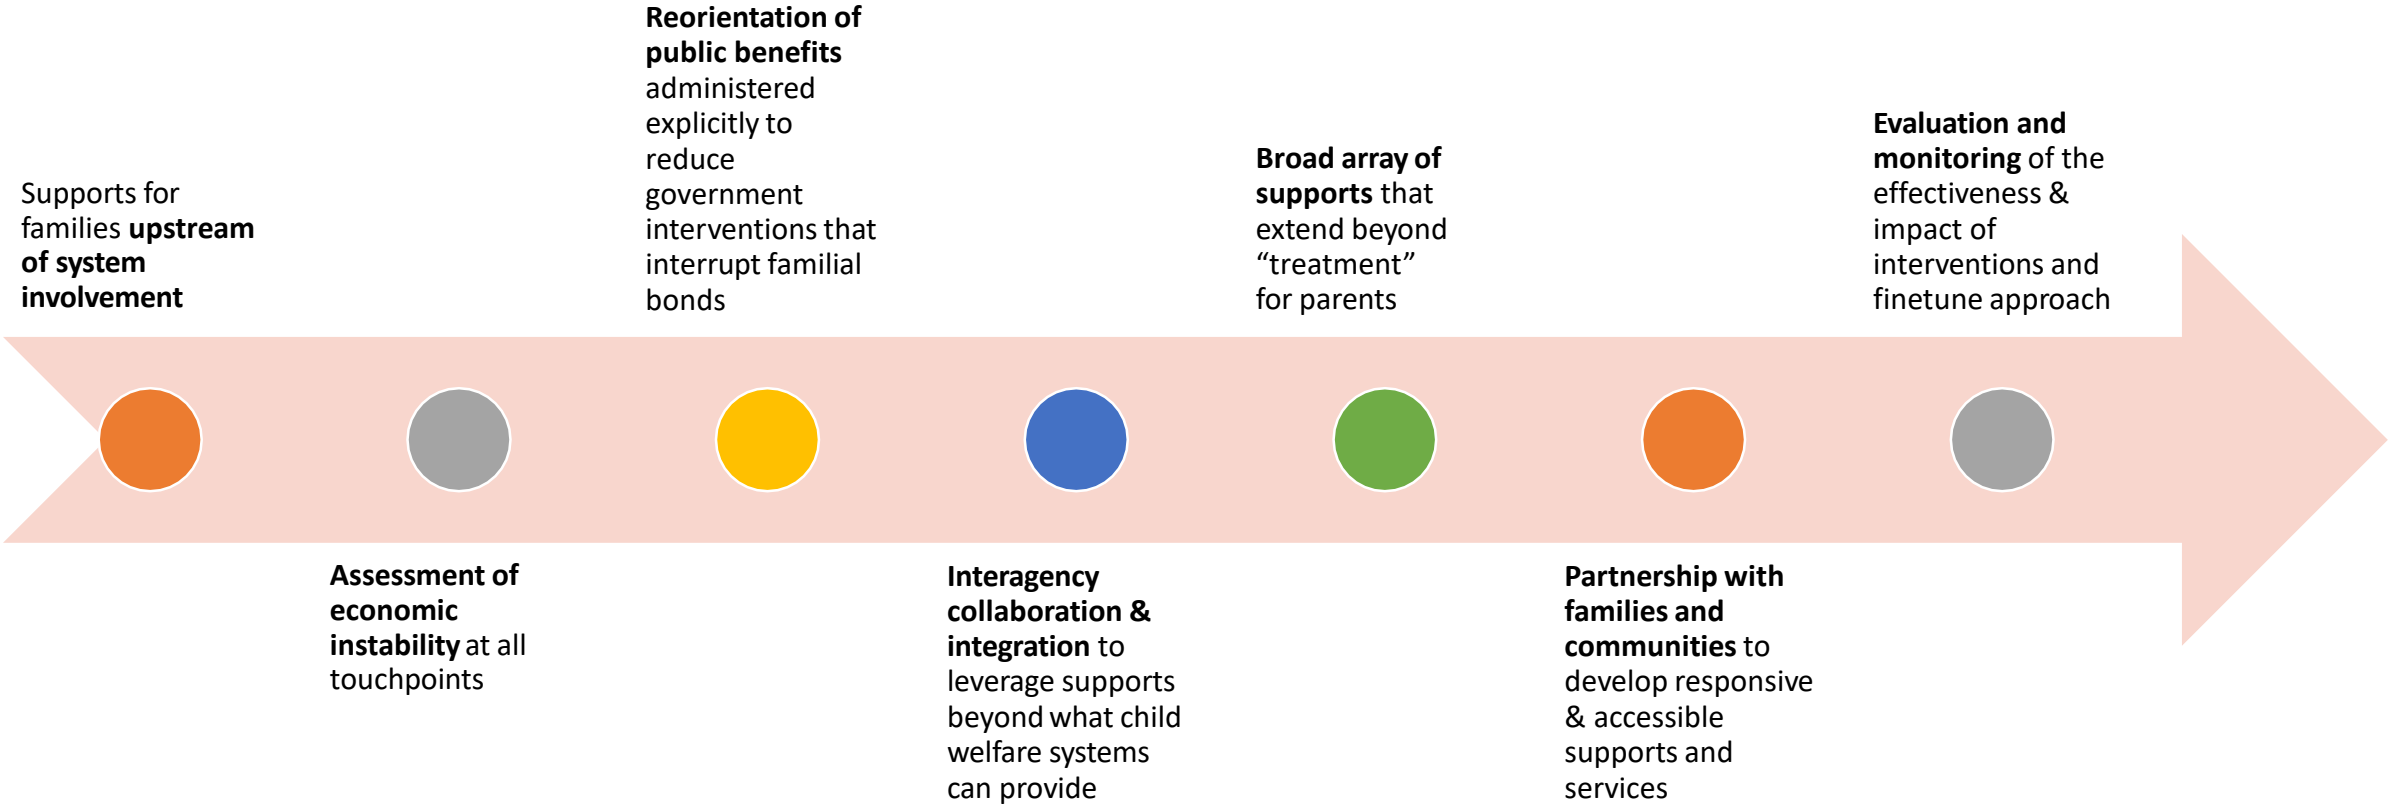 Supports for
families upstream
of system
involvement
Assessment of
economic
instability at all
touchpoints
Reorientation of
public benefits
administered
explicitly to
reduce
government
interventions that
interrupt familial
bonds
Interagency
collaboration &
integration to
leverage supports
beyond what child
welfare systems
can provide
Broad array of
supports that
extend beyond
“treatment”
for parents
Partnership with
families and
communities to
develop responsive
& accessible
supports and
services
Evaluation and
monitoring of the
effectiveness &
impact of
interventions and
finetune approach